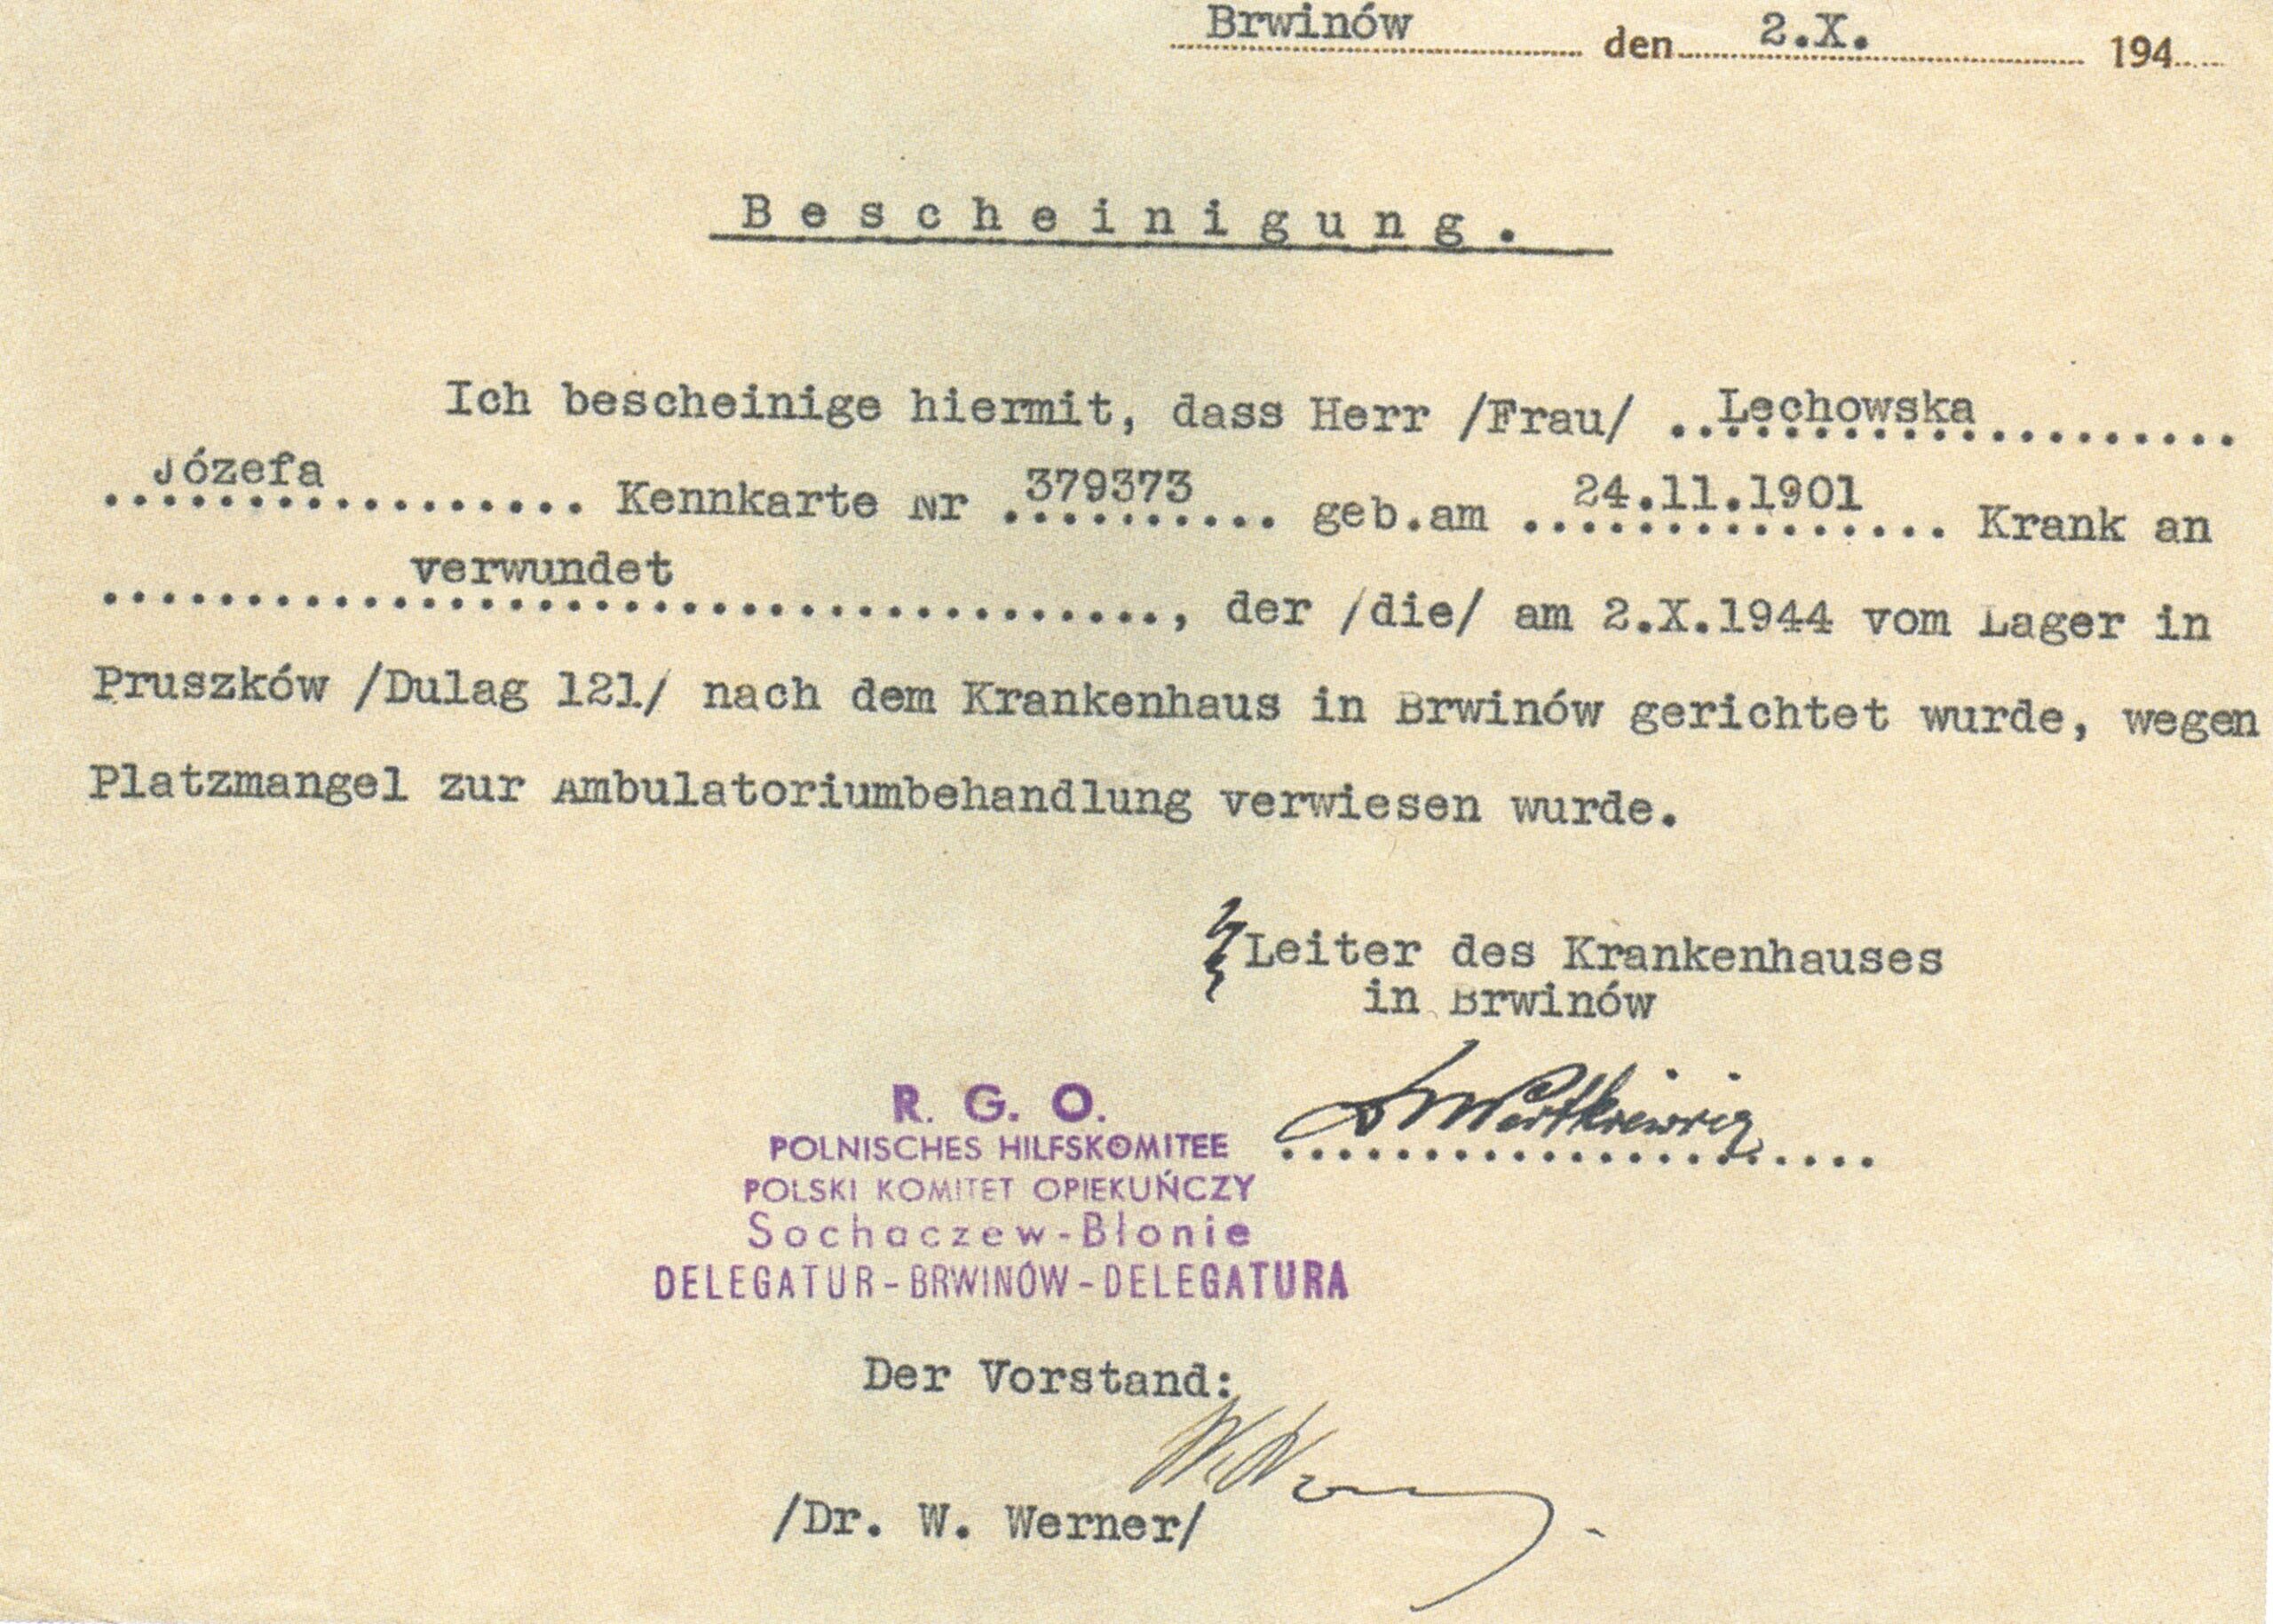 Brwinów den 2.X. 194
Bescheinigung.
Ich bescheinige hiermit, dass Herr /Frau/ Lechowska
Józefa Kennkarte Nr 379373 geb.am 24.11.1901 Krank an
verwundet, der /die/ am 2.X.1944 vom Lager in
Pruszków /Dulag 121/ nach dem Krankenhaus in Brwinów gerichtet wurde, wegen
Platzmangel zur Ambulatoriumbehandlung verwiesen wurde.
Leiter des Krankenhauses
in Brwinów
R. G. O.
POLNISCHES HILFSKOMITEE
POLSKI KOMITET OPIEKUŃCZY
Sochaczew-Błonie
DELEGATUR-BRWINÓW-DELEGATURA
Der Vorstand:
/Dr. W. Werner/